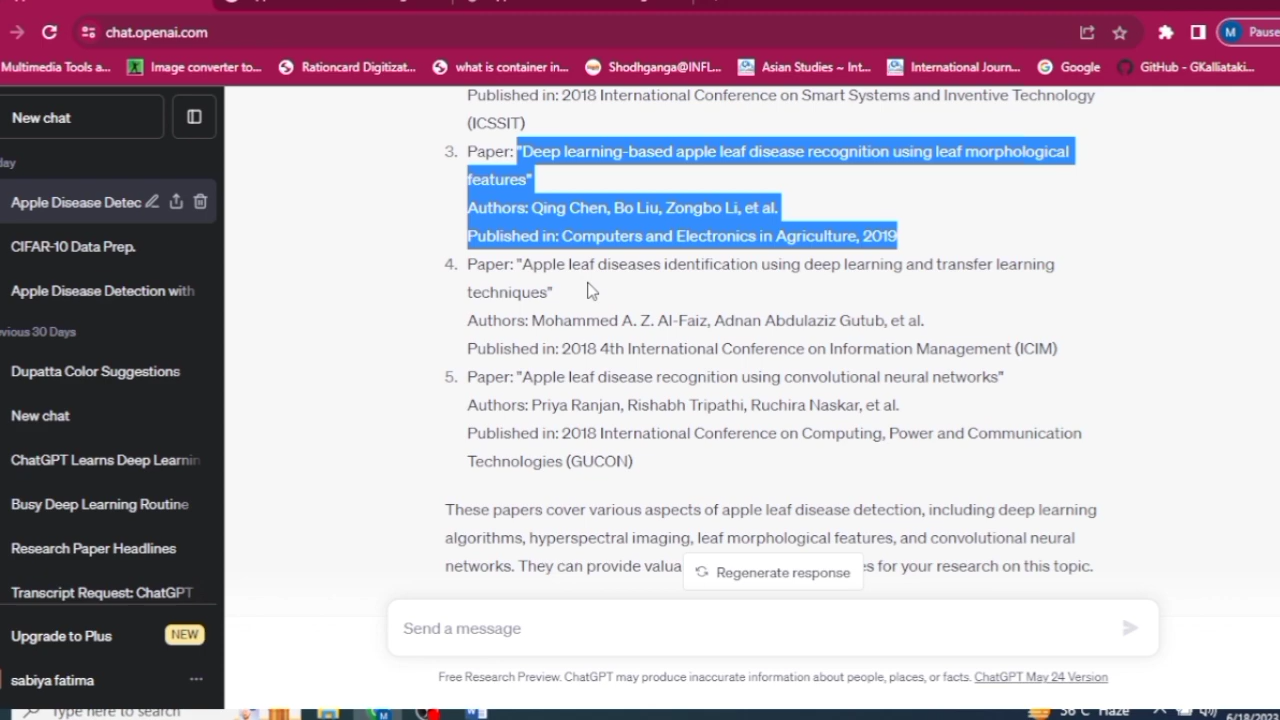 chat.openai.com
Pause
Multimedia Tools a...
Image converter to...
Rationcard Digitizat...
what is container in...
Shodhganga@INFL...
Asian Studies ~ Int...
International Journ...
Google
GitHub - GKalliataki...
New chat
day
Apple Disease Detec
CIFAR-10 Data Prep.
Apple Disease Detection with
vious 30 Days
Dupatta Color Suggestions
New chat
ChatGPT Learns Deep Learnin
Busy Deep Learning Routine
Research Paper Headlines
Transcript Request: ChatGPT
Upgrade to Plus
NEW
sabiya fatima
Published in: 2018 International Conference on Smart Systems and Inventive Technology
(ICSSIT)
3. Paper: "Deep learning-based apple leaf disease recognition using leaf morphological
features"
Authors: Qing Chen, Bo Liu, Zongbo Li, et al.
Published in: Computers and Electronics in Agriculture, 2019
4. Paper: "Apple leaf diseases identification using deep learning and transfer learning
techniques"
Authors: Mohammed A. Z. Al-Faiz, Adnan Abdulaziz Gutub, et al.
Published in: 2018 4th International Conference on Information Management (ICIM)
5. Paper: "Apple leaf disease recognition using convolutional neural networks"
Authors: Priya Ranjan, Rishabh Tripathi, Ruchira Naskar, et al.
Published in: 2018 International Conference on Computing, Power and Communication
Technologies (GUCON)
These papers cover various aspects of apple leaf disease detection, including deep learning
algorithms, hyperspectral imaging, leaf morphological features, and convolutional neural
networks. They can provide valua
es for your research on this topic.
Regenerate response
Send a message
Free Research Preview. ChatGPT may produce inaccurate information about people, places, or facts. ChatGPT May 24 Version
Type here to search
36°C Haze